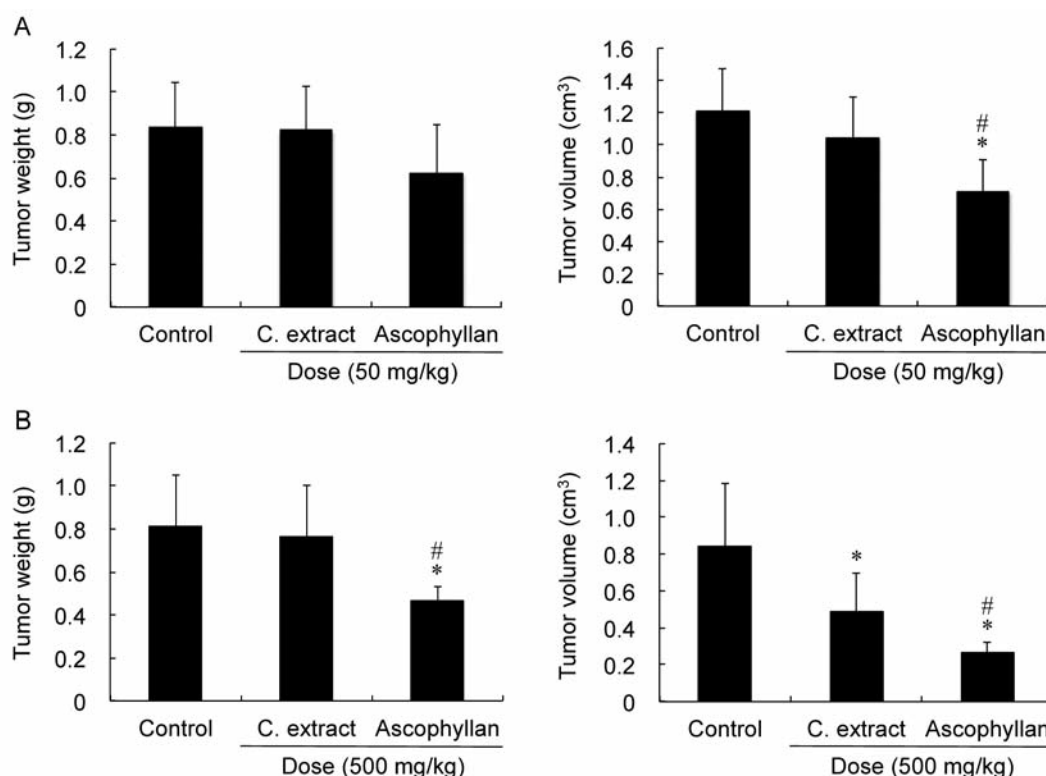 A
Tumor weight (g)
1.2
1.0
0.8
0.6
0.4
0.2
0
Control C. extract Ascophyllan
Dose (50 mg/kg)
Tumor volume (cm³)
1.6
1.4
1.2
1.0
0.8
0.6
0.4
0.2
0
#
*
Control C. extract Ascophyllan
Dose (50 mg/kg)
B
Tumor weight (g)
1.2
1.0
0.8
0.6
0.4
0.2
0
#
*
Control C. extract Ascophyllan
Dose (500 mg/kg)
Tumor volume (cm³)
1.4
1.2
1.0
0.8
0.6
0.4
0.2
0
*
#
*
Control C. extract Ascophyllan
Dose (500 mg/kg)